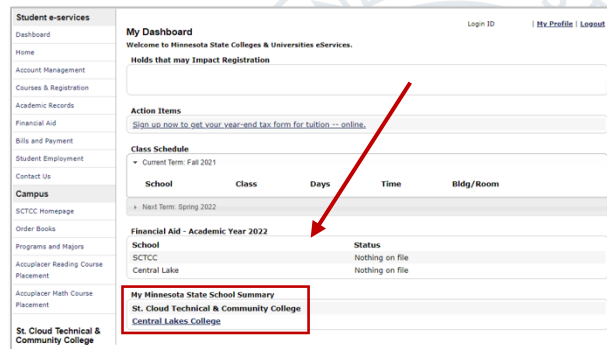 Student e-services
Dashboard
Home
Account Management
Courses & Registration
Academic Records
Financial Aid
Bills and Payment
Student Employment
Contact Us
Campus
SCTCC Homepage
Order Books
Programs and Majors
Accuplacer Reading Course
Placement
Accuplacer Math Course
Placement
St. Cloud Technical &
Community College
Login ID | My Profile | Logout
My Dashboard
Welcome to Minnesota State Colleges & Universities eServices.
Holds that may Impact Registration
Action Items
Sign up now to get your year-end tax form for tuition -- online.
Class Schedule
Current Term: Fall 2021
School Class Days Time Bldg/Room
Next Term: Spring 2022
Financial Aid - Academic Year 2022
School Status
SCTCC Nothing on file
Central Lake Nothing on file
My Minnesota State School Summary
St. Cloud Technical & Community College
Central Lakes College